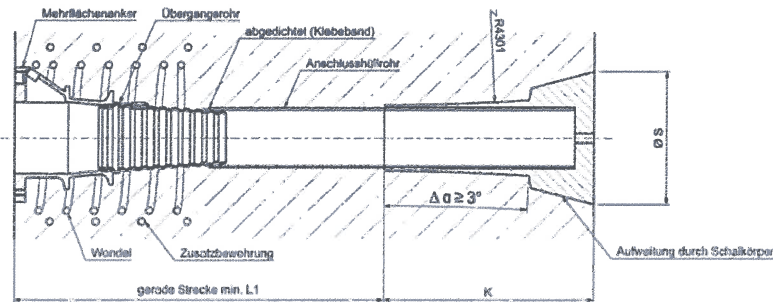 Mehrflächenanker
Übergangsrohr
abgedichtet (Klebeband)
Anschlusshüllrohr
R4301
Ø S
Δ α ≥ 3°
Wendel
Zusatzbewehrung
Aufweitung durch Schalkörper
gerade Strecke min. L1
K